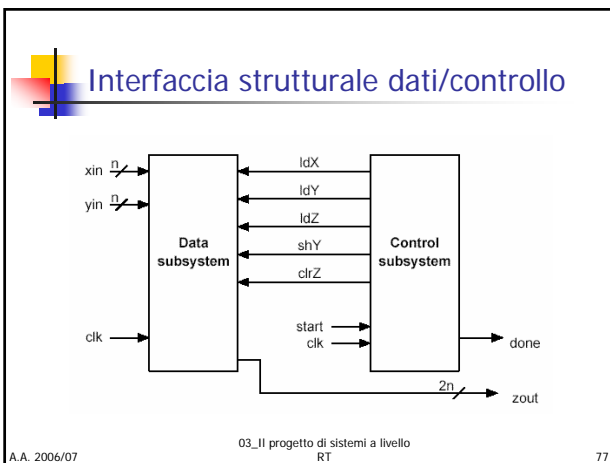 Interfaccia strutturale dati/controllo
xin
n
yin
n
clk
Data
subsystem
ldX
ldY
ldZ
shY
clrZ
Control
subsystem
start
clk
done
2n
zout
A.A. 2006/07
03_Il progetto di sistemi a livello
RT
77